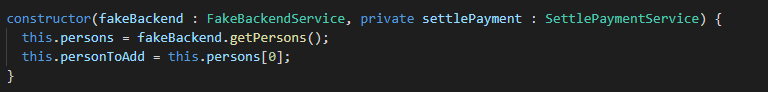 constructor(fakeBackend : FakeBackendService, private settlePayment : SettlePaymentService) {
  this.persons = fakeBackend.getPersons();
  this.personToAdd = this.persons[0];
}